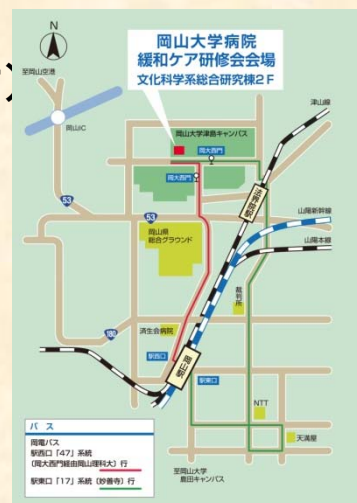 N
岡山大学病院
緩和ケア研修会会場
文化科学系総合研究棟2F
至岡山空港
岡山IC
津山線
岡山大学津島キャンパス
岡大西門
岡大西門
法界院駅
53
53
山陽新幹線
岡山県
総合グラウンド
山陽本線
裁判所
180
済生会病院
駅西口
岡山駅
駅東口
NTT
天満屋
バス
岡電バス
駅西口「47」系統
(岡大西門経由岡山理科大)行
駅東口「17」系統(妙善寺)行
至岡山大学
鹿田キャンパス